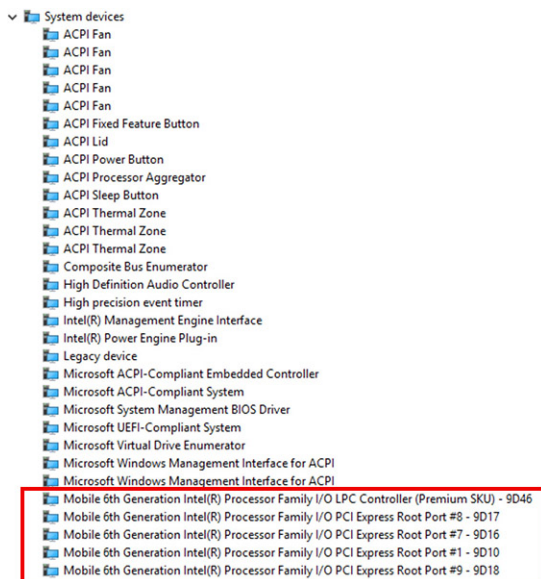 System devices
ACPI Fan
ACPI Fan
ACPI Fan
ACPI Fan
ACPI Fan
ACPI Fixed Feature Button
ACPI Lid
ACPI Power Button
ACPI Processor Aggregator
ACPI Sleep Button
ACPI Thermal Zone
ACPI Thermal Zone
ACPI Thermal Zone
Composite Bus Enumerator
High Definition Audio Controller
High precision event timer
Intel(R) Management Engine Interface
Intel(R) Power Engine Plug-in
Legacy device
Microsoft ACPI-Compliant Embedded Controller
Microsoft ACPI-Compliant System
Microsoft System Management BIOS Driver
Microsoft UEFI-Compliant System
Microsoft Virtual Drive Enumerator
Microsoft Windows Management Interface for ACPI
Microsoft Windows Management Interface for ACPI
Mobile 6th Generation Intel(R) Processor Family I/O LPC Controller (Premium SKU) - 9D46
Mobile 6th Generation Intel(R) Processor Family I/O PCI Express Root Port #8 - 9D17
Mobile 6th Generation Intel(R) Processor Family I/O PCI Express Root Port #7 - 9D16
Mobile 6th Generation Intel(R) Processor Family I/O PCI Express Root Port #1 - 9D10
Mobile 6th Generation Intel(R) Processor Family I/O PCI Express Root Port #9 - 9D18